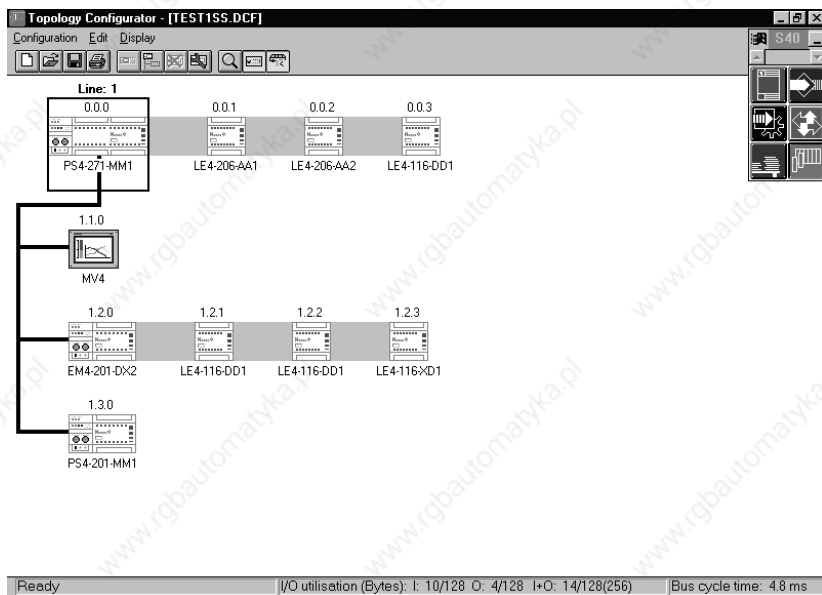 Topology Configurator - [TEST1SS.DCF]
Configuration Edit Display
S40
Line: 1
0.0.0 0.0.1 0.0.2 0.0.3
PS4-271-MM1 LE4-206-AA1 LE4-206-AA2 LE4-116-DD1
1.1.0
MV4
1.2.0 1.2.1 1.2.2 1.2.3
EM4-201-DX2 LE4-116-DD1 LE4-116-DD1 LE4-116-XD1
1.3.0
PS4-201-MM1
Ready I/O utilisation (Bytes): I: 10/128 O: 4/128 I+O: 14/128(256) Bus cycle time: 4.8 ms
www.rgbautomatyka.pl